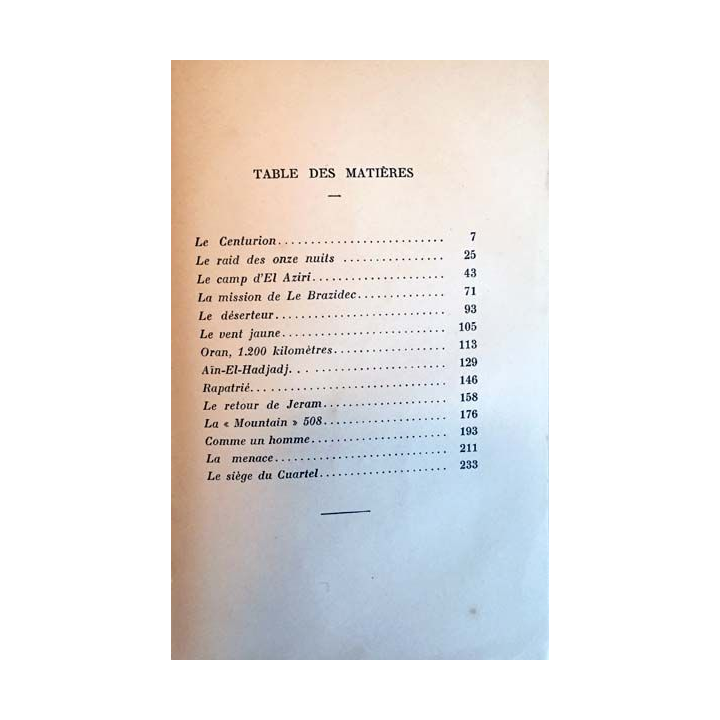 TABLE DES MATIÈRES
Le Centurion.......................... 7
Le raid des onze nuits ................ 25
Le camp d'El Aziri..................... 43
La mission de Le Brazidec.............. 71
Le déserteur........................... 93
Le vent jaune.......................... 105
Oran, 1.200 kilomètres.................. 113
Aïn-El-Hadjadj... .................... 129
Rapatrié.............................. 146
Le retour de Jeram.................... 158
La « Mountain » 508................... 176
Comme un homme...................... 193
La menace........................... 211
Le siège du Cuartel.................... 233